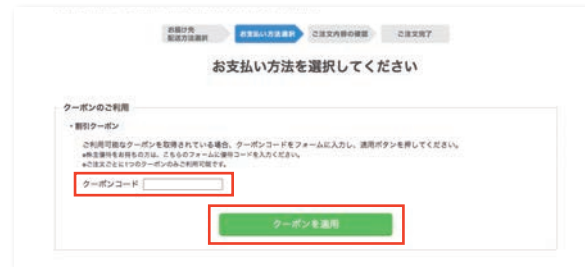 お届け先
配送方法選択
お支払い方法選択
ご注文内容の確認
ご注文完了
お支払い方法を選択してください
クーポンのご利用
・割引クーポン
ご利用可能なクーポンを取得されている場合、クーポンコードをフォームに入力し、適用ボタンを押してください。
※株主優待をお持ちの方は、こちらのフォームに優待コードを入力ください。
※ご注文ごとに1つのクーポンのみご利用可能です。
クーポンコード
クーポンを適用